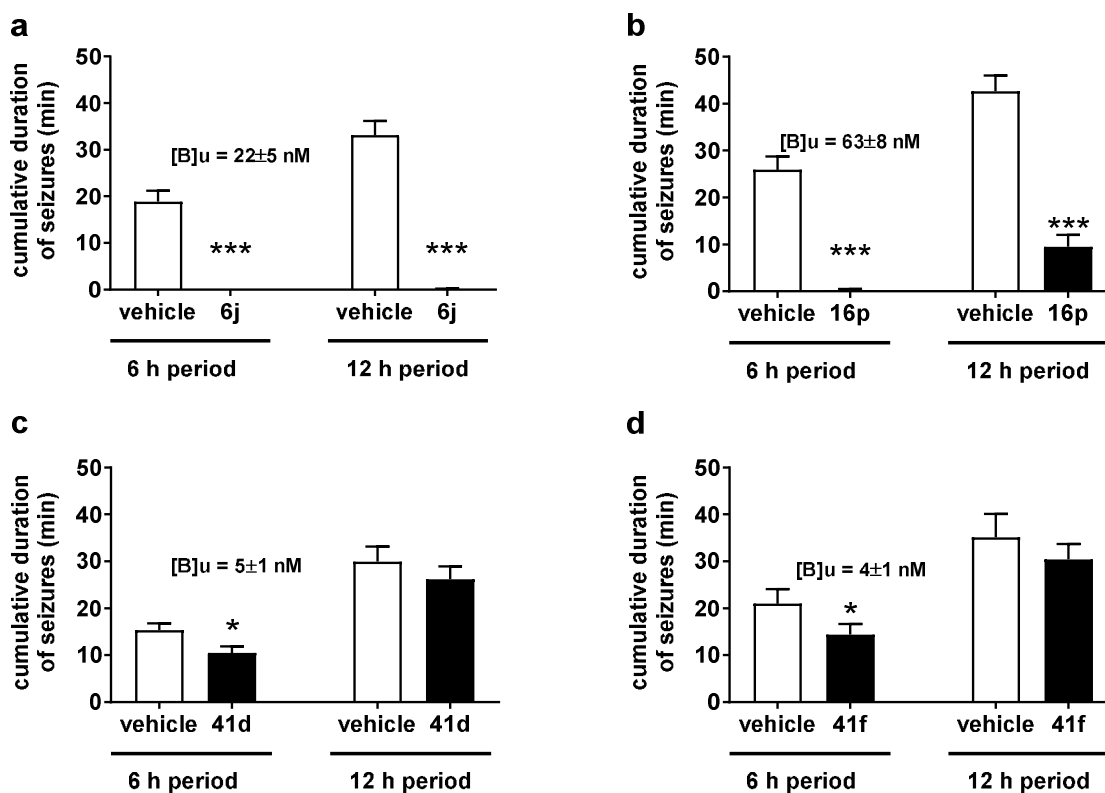 a
cumulative duration
of seizures (min)
50
40
30
20
10
0
[B]u = 22±5 nM
*** ***
vehicle 6j vehicle 6j
6 h period 12 h period
b
cumulative duration
of seizures (min)
50
40
30
20
10
0
[B]u = 63±8 nM
*** ***
vehicle 16p vehicle 16p
6 h period 12 h period
c
cumulative duration
of seizures (min)
50
40
30
20
10
0
[B]u = 5±1 nM
*
vehicle 41d vehicle 41d
6 h period 12 h period
d
cumulative duration
of seizures (min)
50
40
30
20
10
0
[B]u = 4±1 nM
*
vehicle 41f vehicle 41f
6 h period 12 h period